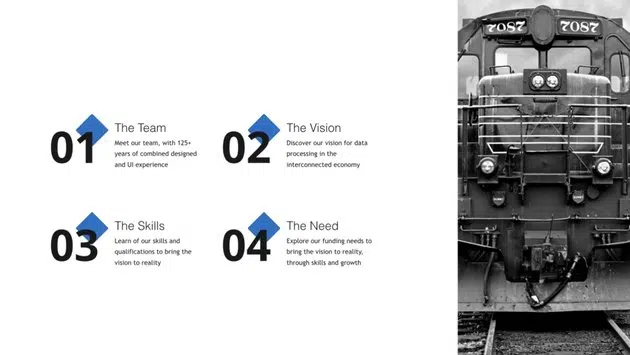 7087 7087
01
The Team
Meet our team, with 125+
years of combined designed
and UI experience
02
The Vision
Discover our vision for data
processing in the
interconnected economy
03
The Skills
Learn of our skills and
qualifications to bring the
vision to reality
04
The Need
Explore our funding needs to
bring the vision to reality,
through skills and growth